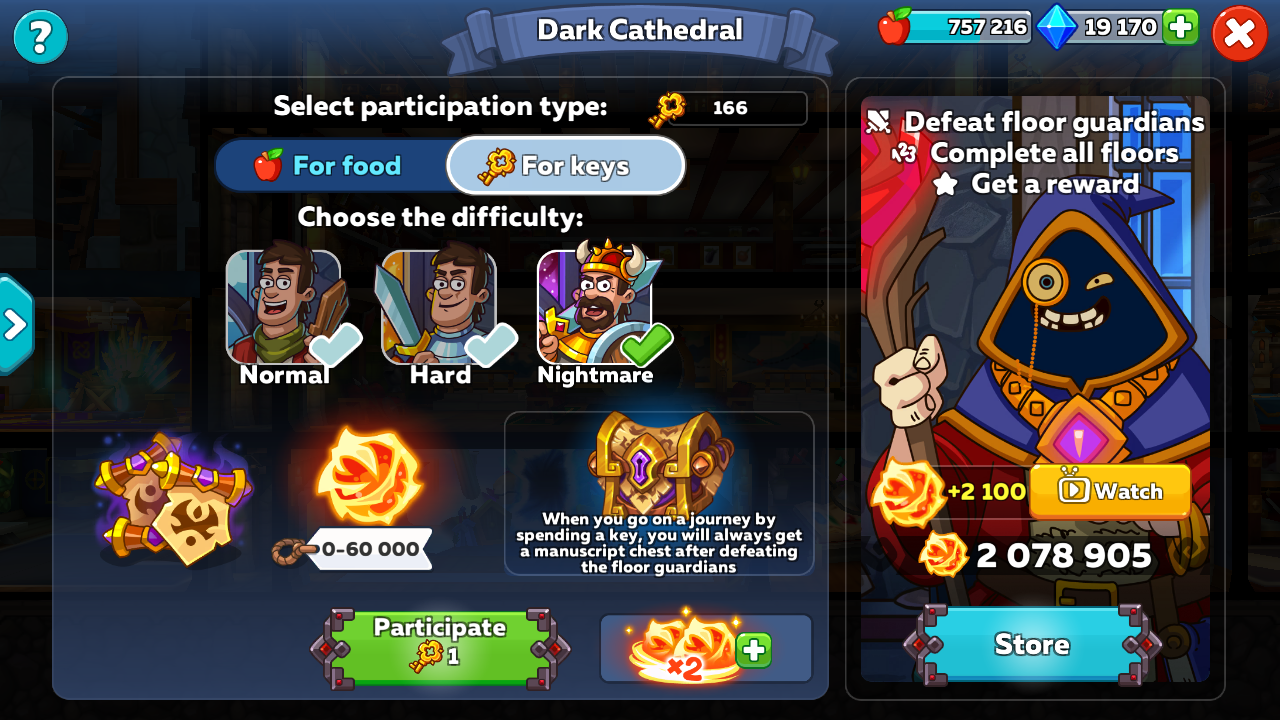 ?
Dark Cathedral
757 216
19 170
Select participation type:
166
For food
For keys
Choose the difficulty:
Normal
Hard
Nightmare
0-60 000
When you go on a journey by
spending a key, you will always get
a manuscript chest after defeating
the floor guardians
Participate
1
×2
Defeat floor guardians
123 Complete all floors
Get a reward
+2 100
Watch
2 078 905
Store